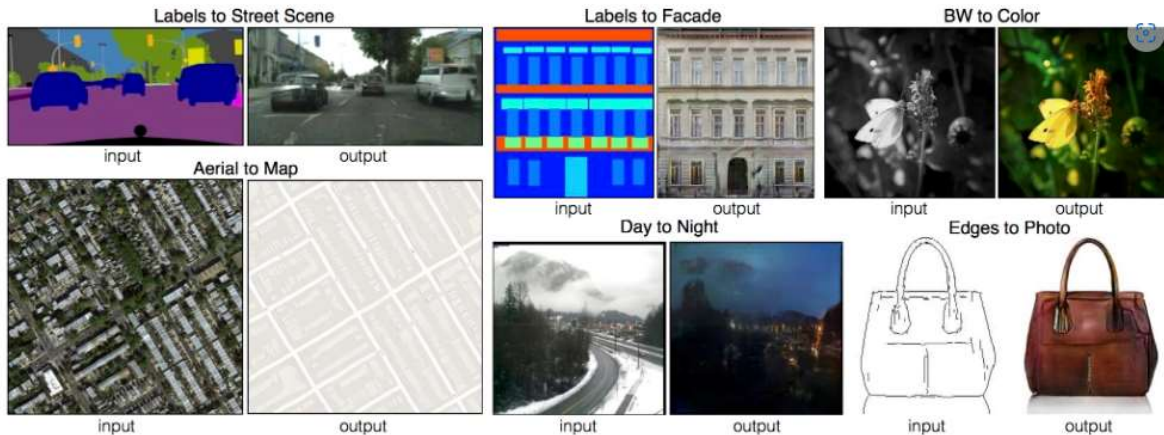 Labels to Street Scene
input
output
Aerial to Map
input
output
Labels to Facade
input
output
BW to Color
input
output
Day to Night
input
output
Edges to Photo
input
output